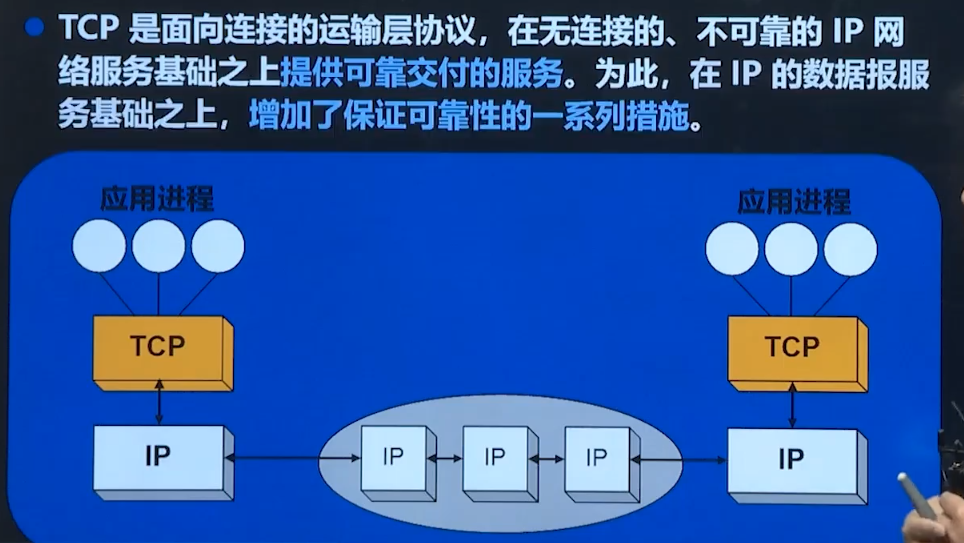 TCP 是面向连接的运输层协议，在无连接的、不可靠的 IP 网
络服务基础之上提供可靠交付的服务。为此，在 IP 的数据报服
务基础之上，增加了保证可靠性的一系列措施。
应用进程
应用进程
TCP
TCP
IP
IP
IP
IP
IP